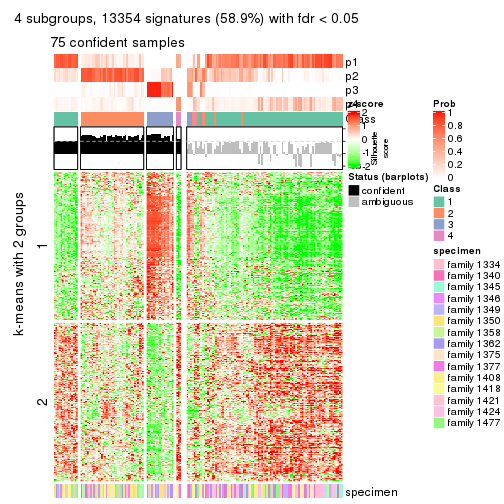 4 subgroups, 13354 signatures (58.9%) with fdr < 0.05
75 confident samples
p1
p2
p3
p4
Class
z-score
2
1
0
-1
-2
Silhouette
score
Status (barplots)
confident
ambiguous
Prob
1
0.8
0.6
0.4
0.2
0
Class
1
2
3
4
specimen
family 1334
family 1340
family 1345
family 1346
family 1349
family 1350
family 1358
family 1362
family 1375
family 1377
family 1408
family 1418
family 1421
family 1424
family 1477
k-means with 2 groups
1
2
specimen